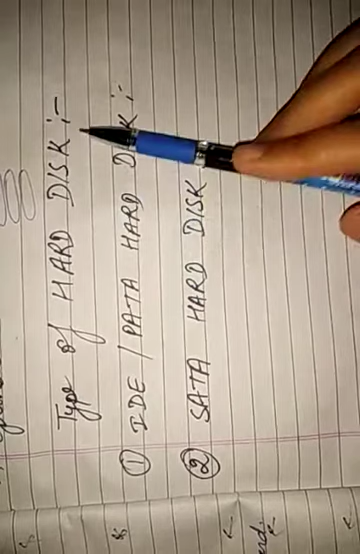 Type of HARD DISK :-
① IDE / PATA HARD DISK :-
② SATA HARD DISK